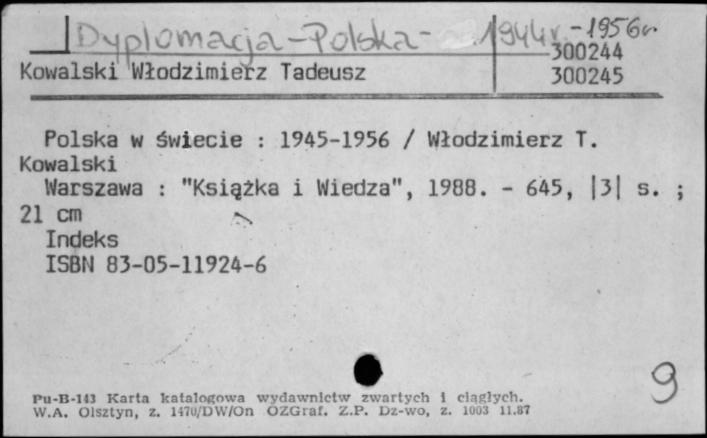 Dyplomacja-Polska- 1944r. -1956r
300244
Kowalski Włodzimierz Tadeusz 300245
Polska w świecie : 1945-1956 / Włodzimierz T.
Kowalski
Warszawa : "Książka i Wiedza", 1988. - 645, |3| s. ;
21 cm
Indeks
ISBN 83-05-11924-6
9
Pu-B-143 Karta katalogowa wydawnictw zwartych i ciągłych.
W.A. Olsztyn, z. 1470/DW/On OZGraf. Z.P. Dz-wo, z. 1003 11.87